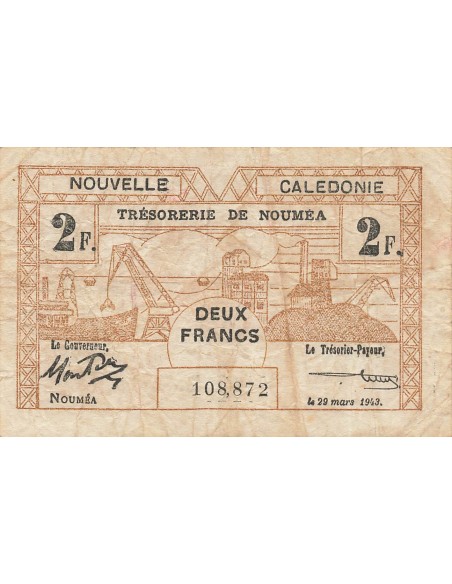 NOUVELLE CALEDONIE
TRÉSORERIE DE NOUMÉA
2F. 2F.
DEUX
FRANCS
Le Gouverneur, Le Trésorier-Payeur,
108,872
NOUMÉA le 29 mars 1943.